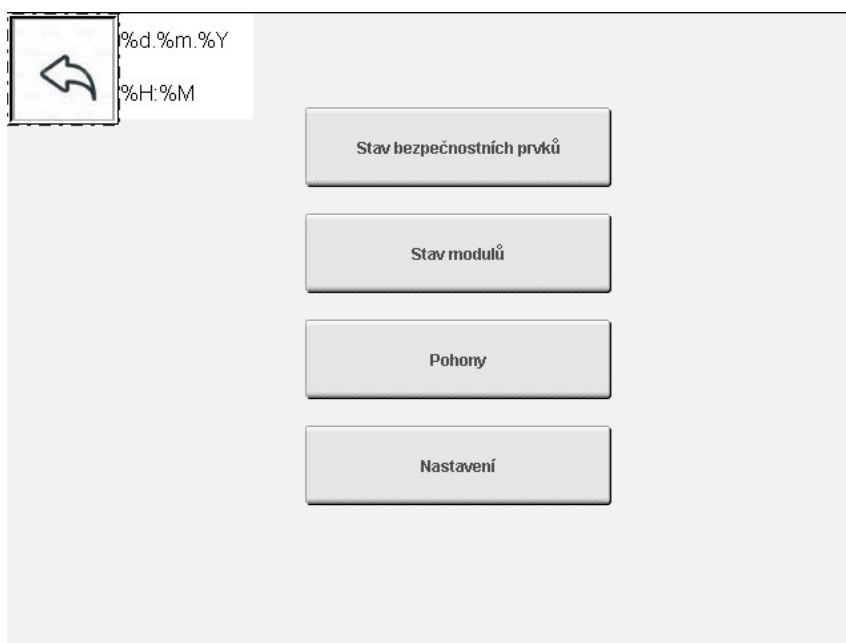 %d.%m.%Y
%H:%M
Stav bezpečnostních prvků
Stav modulů
Pohony
Nastavení